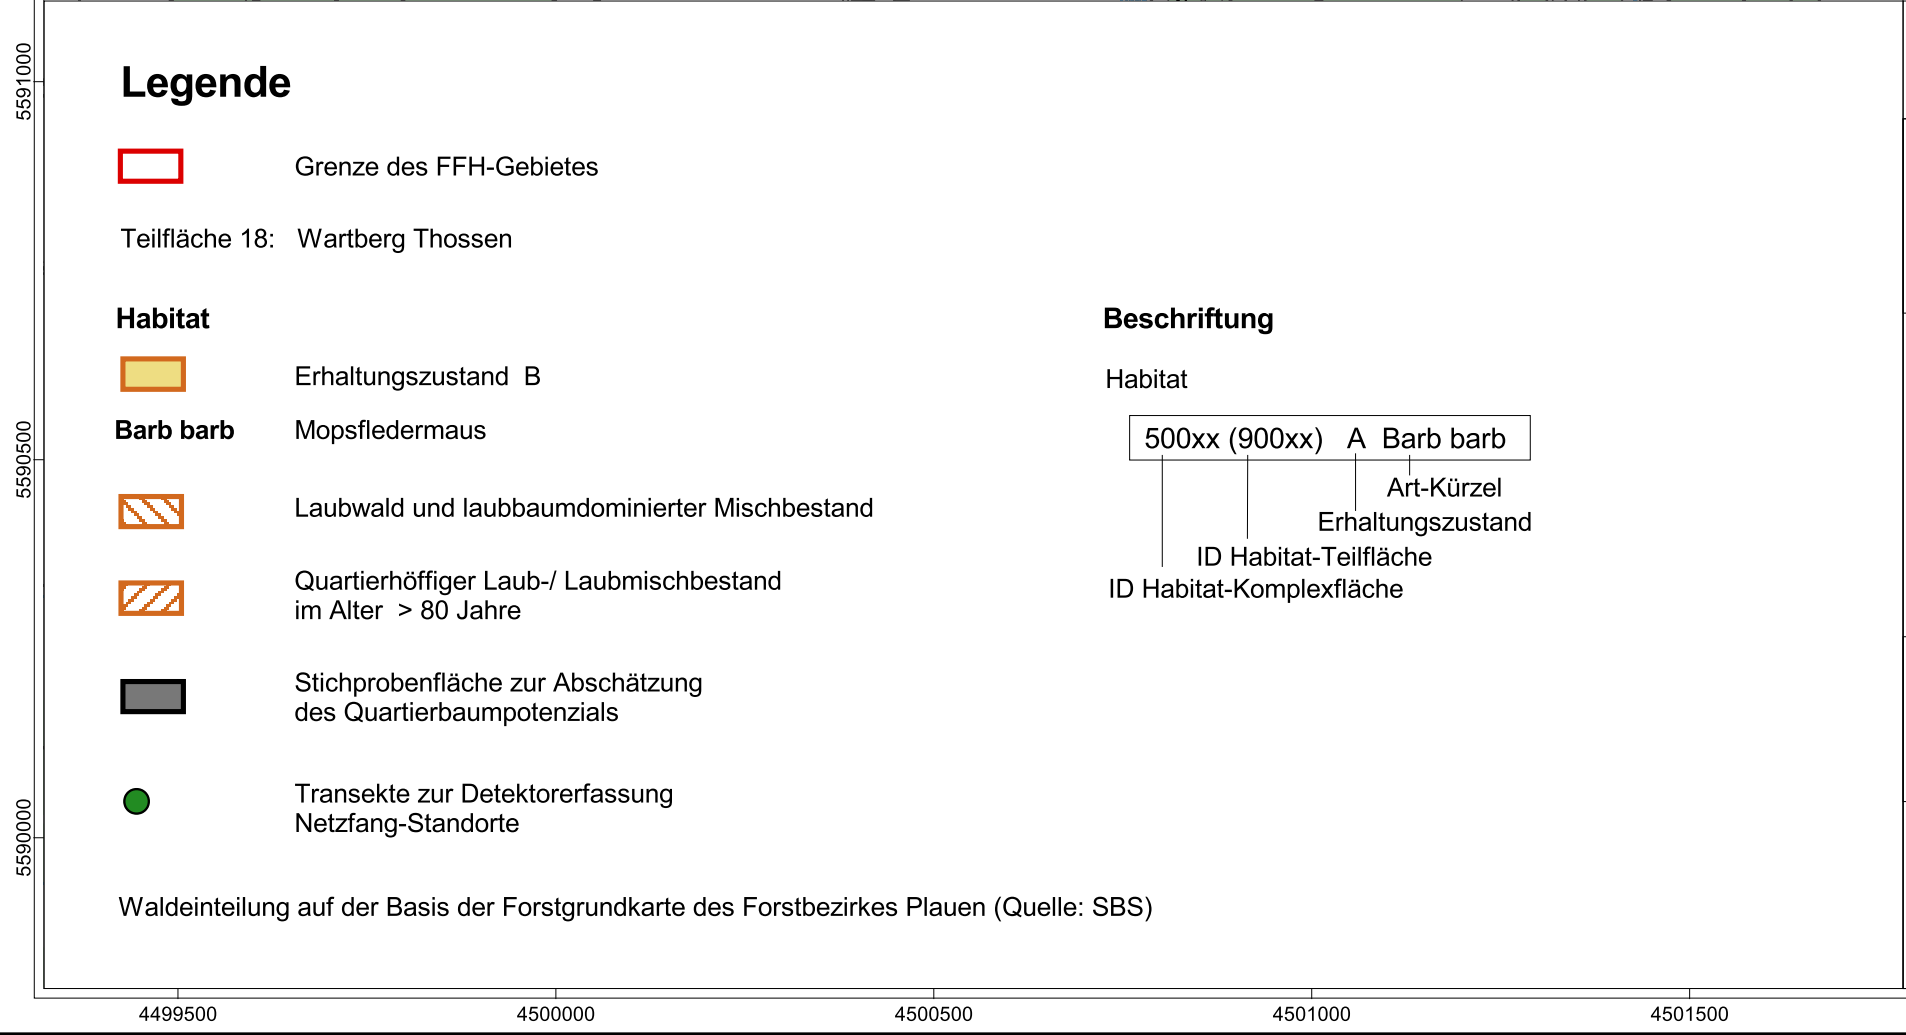 5591000
5590500
5590000
Legende
Grenze des FFH-Gebietes
Teilfläche 18: Wartberg Thossen
Habitat
Erhaltungszustand B
Barb barb Mopsfledermaus
Laubwald und laubbaumdominierter Mischbestand
Quartierhöffiger Laub-/ Laubmischbestand
im Alter > 80 Jahre
Stichprobenfläche zur Abschätzung
des Quartierbaumpotenzials
Transekte zur Detektorerfassung
Netzfang-Standorte
Beschriftung
Habitat
500xx (900xx) A Barb barb
Art-Kürzel
Erhaltungszustand
ID Habitat-Teilfläche
ID Habitat-Komplexfläche
Waldeinteilung auf der Basis der Forstgrundkarte des Forstbezirkes Plauen (Quelle: SBS)
4499500 4500000 4500500 4501000 4501500